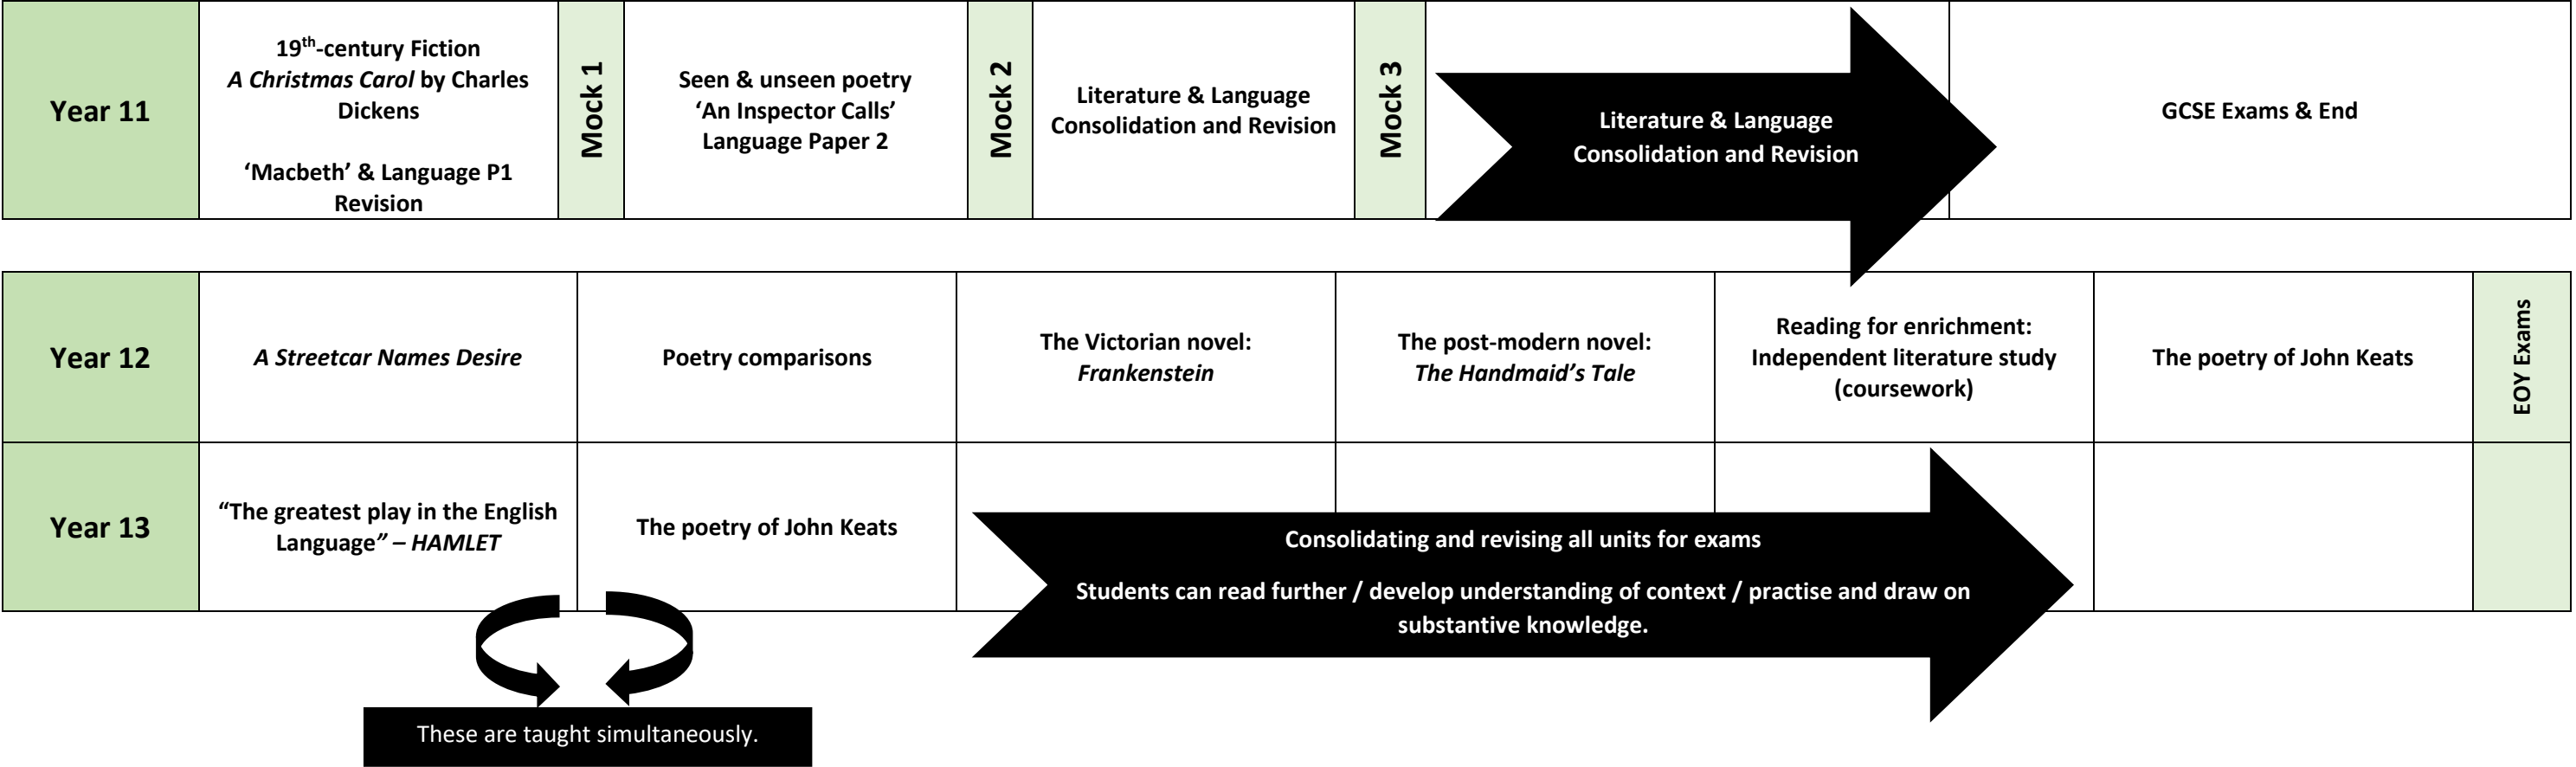 Year 11
19th-century Fiction
A Christmas Carol by Charles
Dickens
‘Macbeth’ & Language P1
Revision
Mock 1
Seen & unseen poetry
‘An Inspector Calls’
Language Paper 2
Mock 2
Literature & Language
Consolidation and Revision
Mock 3
Literature & Language
Consolidation and Revision
GCSE Exams & End
Year 12
A Streetcar Names Desire
Poetry comparisons
The Victorian novel:
Frankenstein
The post-modern novel:
The Handmaid’s Tale
Reading for enrichment:
Independent literature study
(coursework)
The poetry of John Keats
EOY Exams
Year 13
“The greatest play in the English
Language” – HAMLET
The poetry of John Keats
Consolidating and revising all units for exams
Students can read further / develop understanding of context / practise and draw on
substantive knowledge.
These are taught simultaneously.